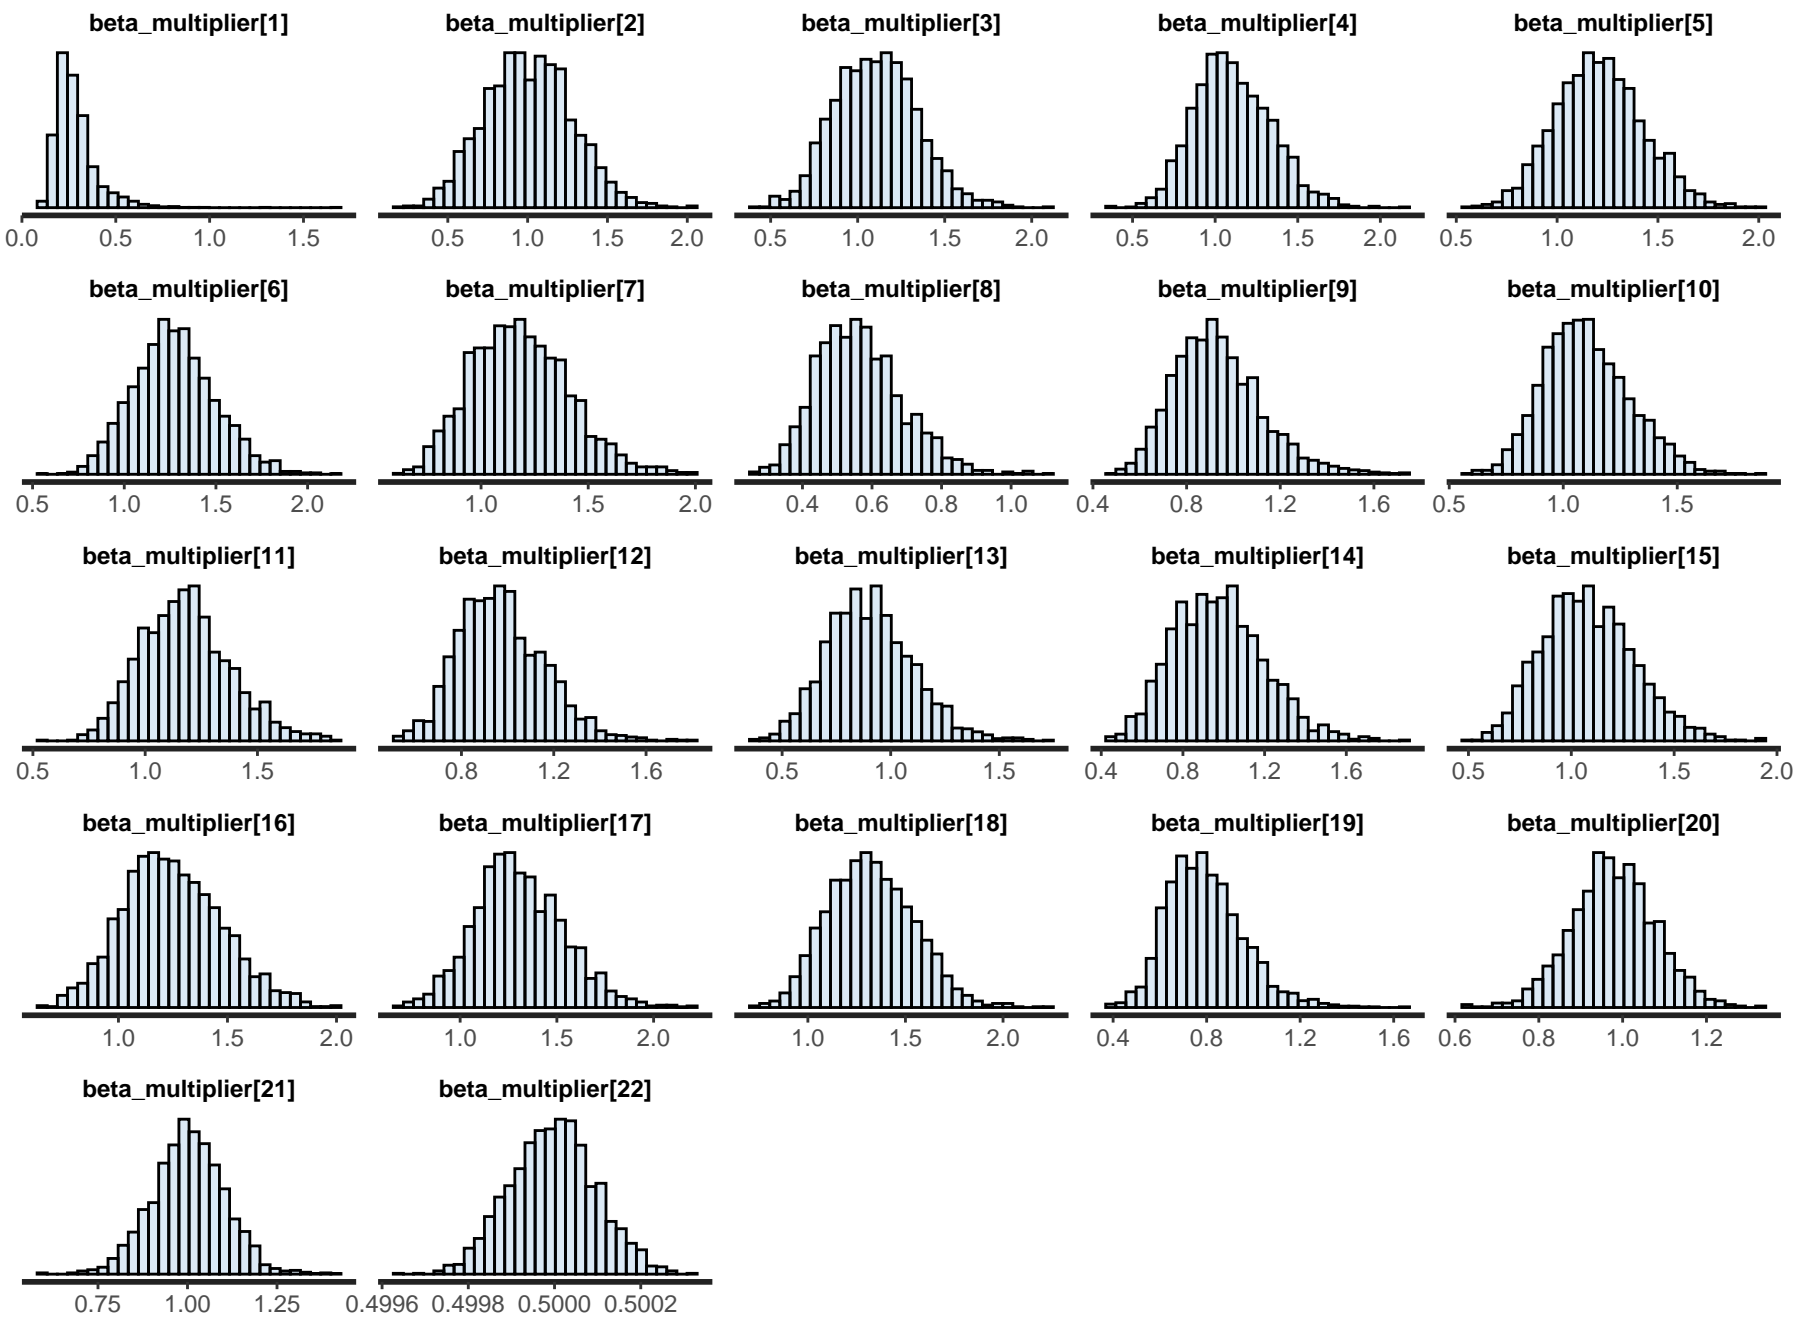 beta_multiplier[1] beta_multiplier[2] beta_multiplier[3] beta_multiplier[4] beta_multiplier[5]
0.0 0.5 1.0 1.5 0.5 1.0 1.5 2.0 0.5 1.0 1.5 2.0 0.5 1.0 1.5 2.0 0.5 1.0 1.5 2.0
beta_multiplier[6] beta_multiplier[7] beta_multiplier[8] beta_multiplier[9] beta_multiplier[10]
0.5 1.0 1.5 2.0 1.0 1.5 2.0 0.4 0.6 0.8 1.0 0.4 0.8 1.2 1.6 0.5 1.0 1.5
beta_multiplier[11] beta_multiplier[12] beta_multiplier[13] beta_multiplier[14] beta_multiplier[15]
0.5 1.0 1.5 0.8 1.2 1.6 0.5 1.0 1.5 0.4 0.8 1.2 1.6 0.5 1.0 1.5 2.0
beta_multiplier[16] beta_multiplier[17] beta_multiplier[18] beta_multiplier[19] beta_multiplier[20]
1.0 1.5 2.0 1.0 1.5 2.0 1.0 1.5 2.0 0.4 0.8 1.2 1.6 0.6 0.8 1.0 1.2
beta_multiplier[21] beta_multiplier[22]
0.75 1.00 1.25 0.4996 0.4998 0.5000 0.5002